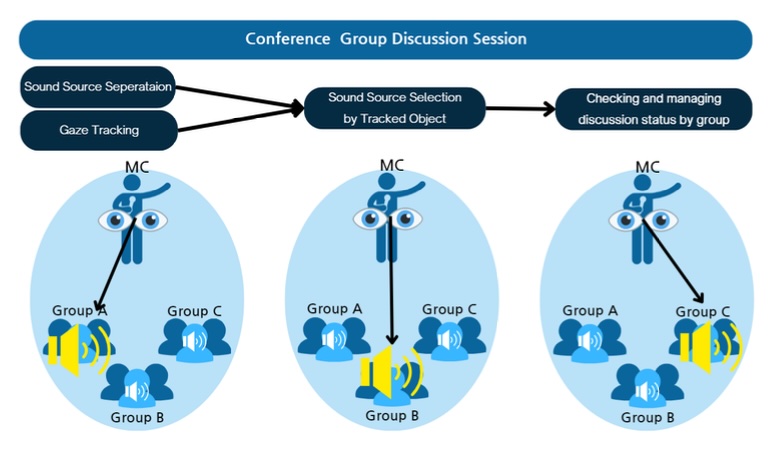 Conference Group Discussion Session
Sound Source Seperataion
Gaze Tracking
Sound Source Selection
by Tracked Object
Checking and managing
discussion status by group
MC
Group A
Group C
Group B
MC
Group A
Group C
Group B
MC
Group A
Group C
Group B